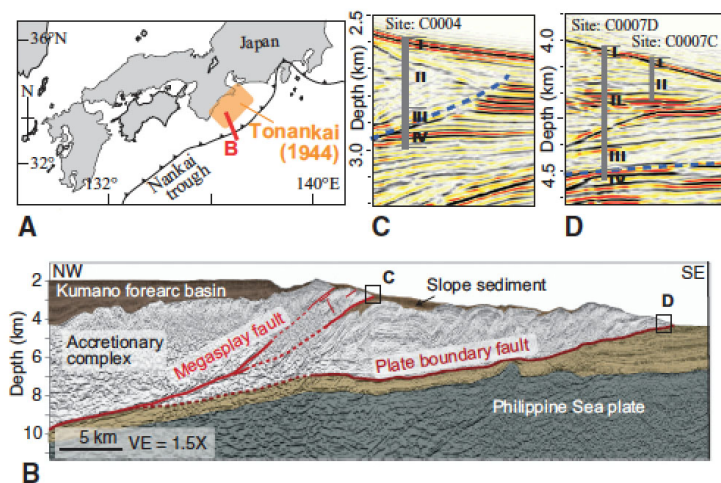 36°N
Japan
N
Tonankai
(1944)
B
32°
132°
Nankai
trough
140°E
A
2.5
Site: C0004
I
II
III
IV
Depth (km)
3.0
C
Site: C0007D
Site: C0007C
4.0
I
I
II
II
III
IV
Depth (km)
4.5
D
NW
SE
2
4
6
8
10
Depth (km)
Kumano forearc basin
C
Slope sediment
D
Megasplay fault
Accretionary
complex
Plate boundary fault
Philippine Sea plate
5 km
VE = 1.5X
B